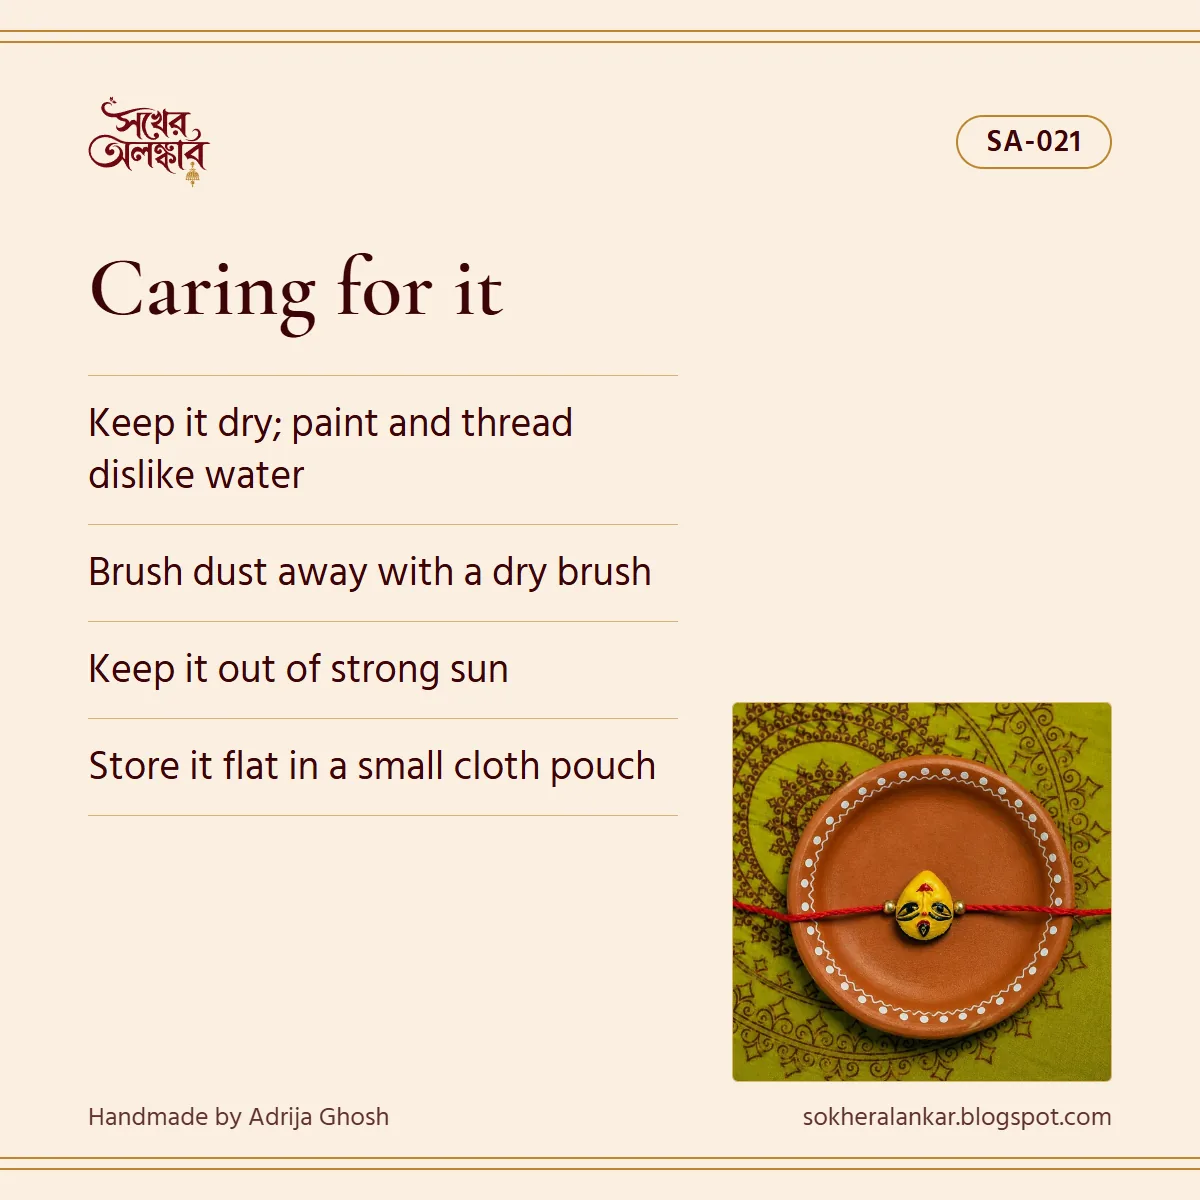 সখের
অলঙ্কার
SA-021
Caring for it
Keep it dry; paint and thread
dislike water
Brush dust away with a dry brush
Keep it out of strong sun
Store it flat in a small cloth pouch
Handmade by Adrija Ghosh
sokheralankar.blogspot.com